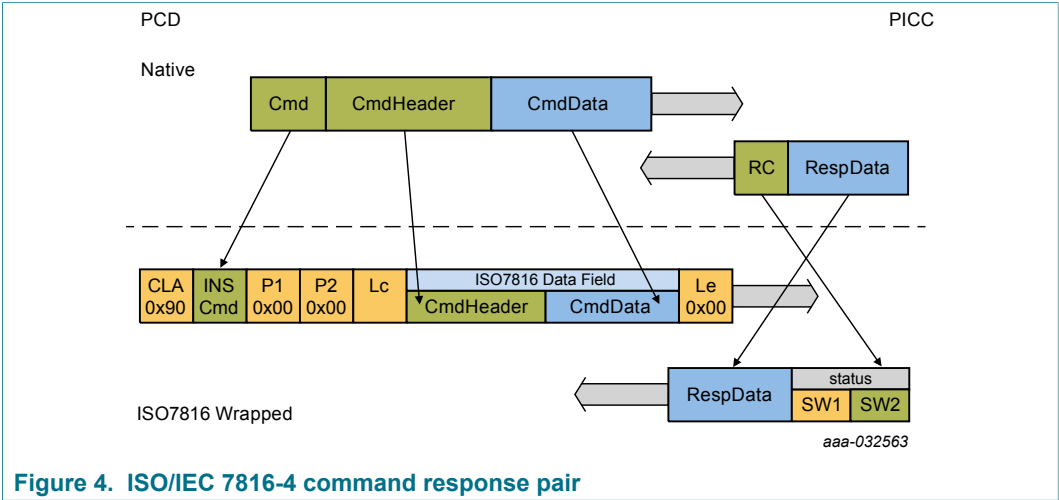 PCD PICC
Native
Cmd CmdHeader CmdData
RC RespData
ISO7816 Data Field
CLA INS P1 P2 Lc Le
0x90 Cmd 0x00 0x00 CmdHeader CmdData 0x00
status
RespData SW1 SW2
ISO7816 Wrapped
aaa-032563
Figure 4. ISO/IEC 7816-4 command response pair